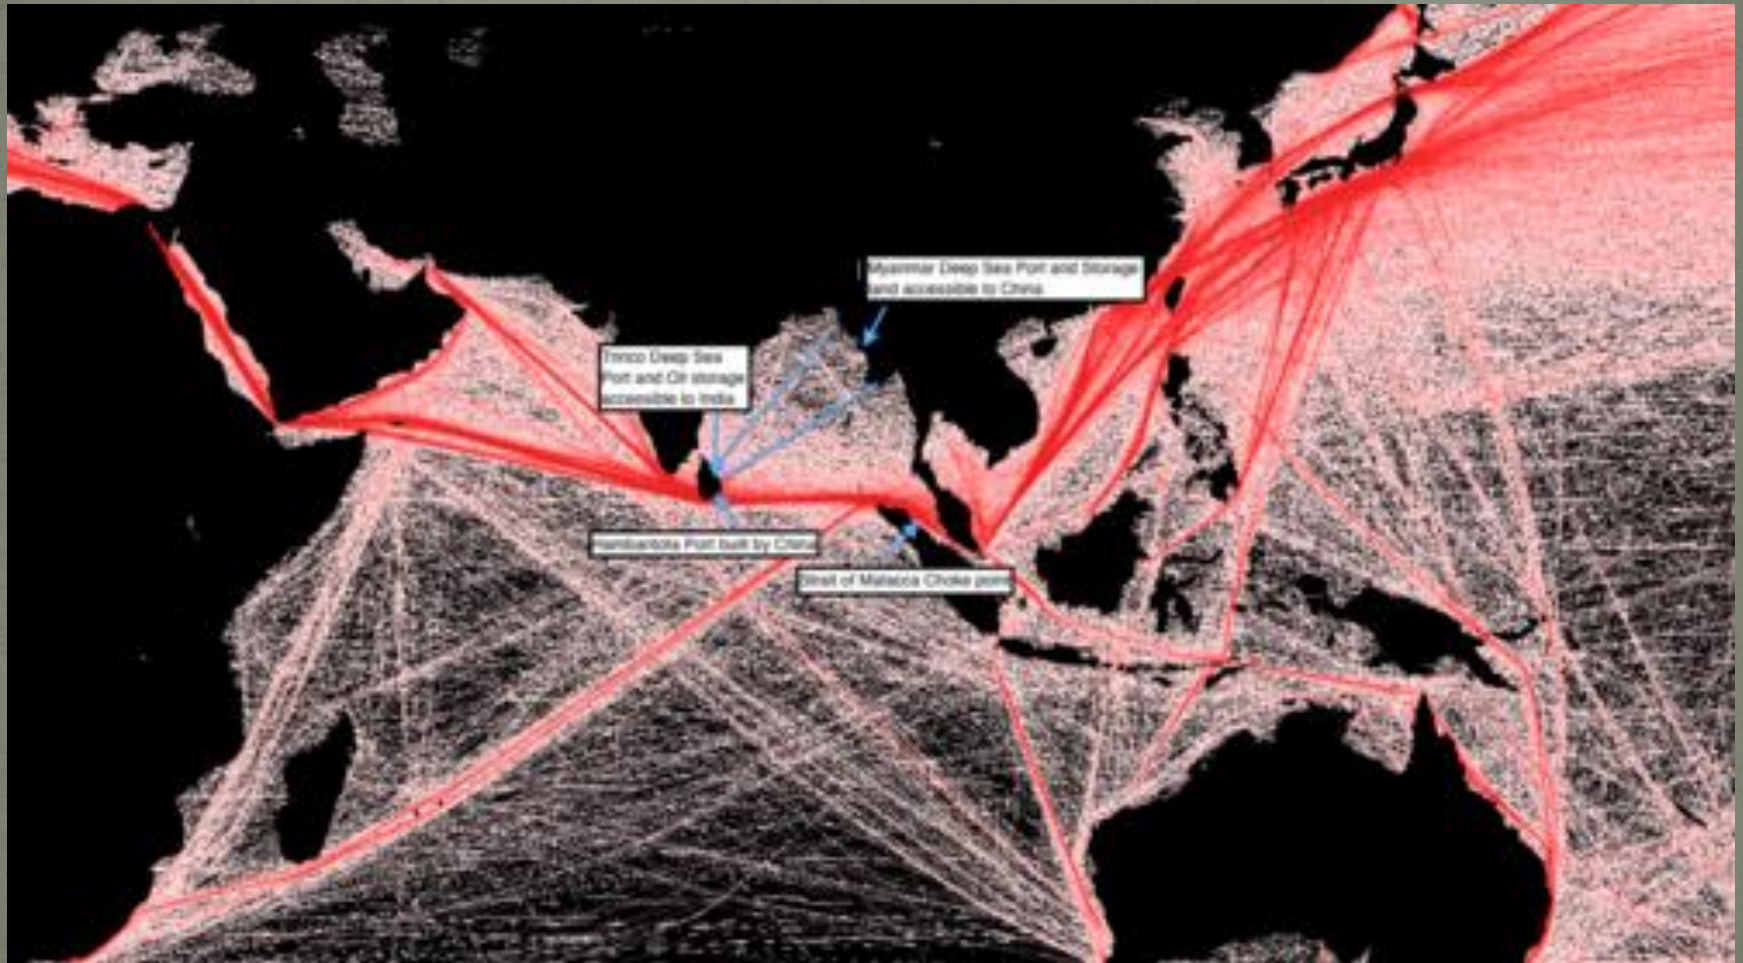 Myanmar Deep Sea Port and Storage
and accessible to China
Trinco Deep Sea
Port and Oil storage
accessible to India
Hambantota Port built by China
Strait of Malacca Choke point